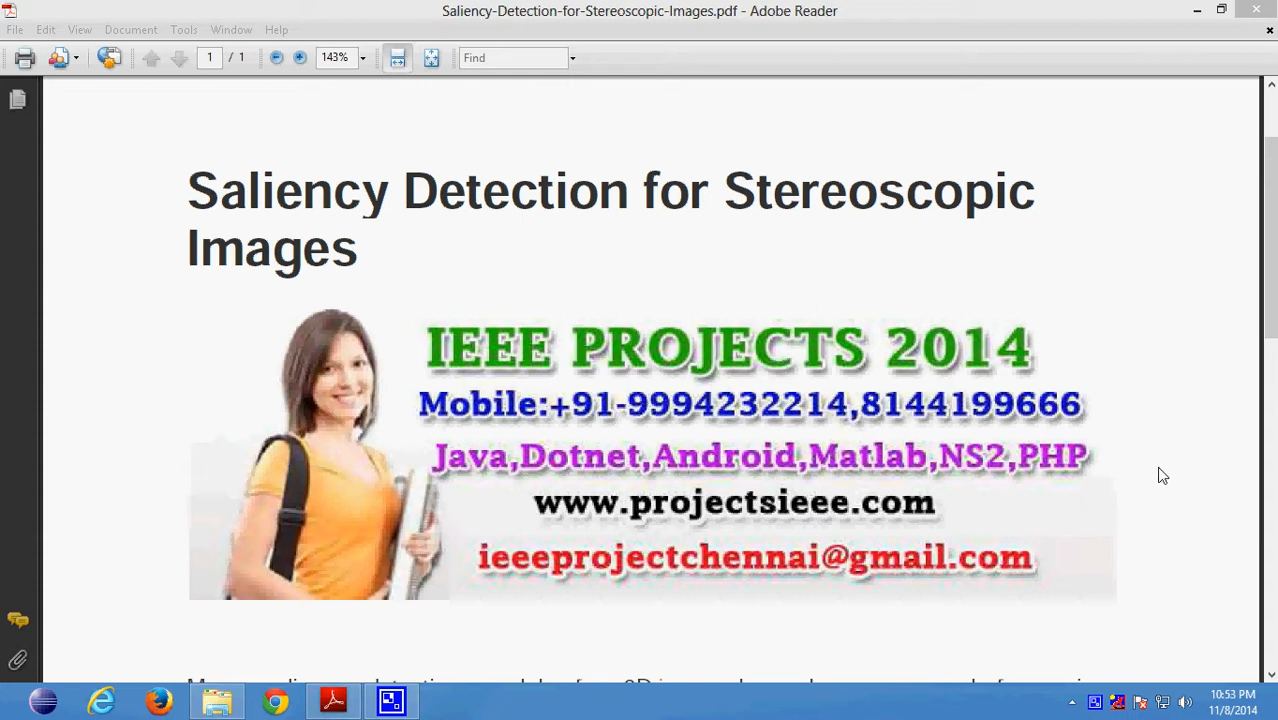 Saliency-Detection-for-Stereoscopic-Images.pdf - Adobe Reader
File Edit View Document Tools Window Help
1 / 1 143% Find
Saliency Detection for Stereoscopic
Images
IEEE PROJECTS 2014
Mobile:+91-9994232214,8144199666
Java,Dotnet,Android,Matlab,NS2,PHP
www.projectsieee.com
ieeeprojectchennai@gmail.com
10:53 PM
11/8/2014